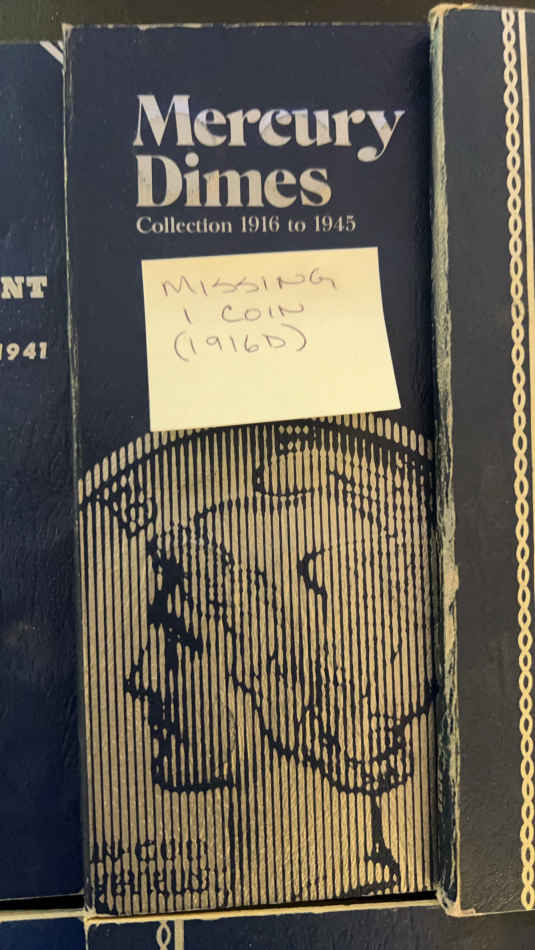 Mercury
Dimes
Collection 1916 to 1945
MISSING
1 COIN
(1916D)
NT
1941